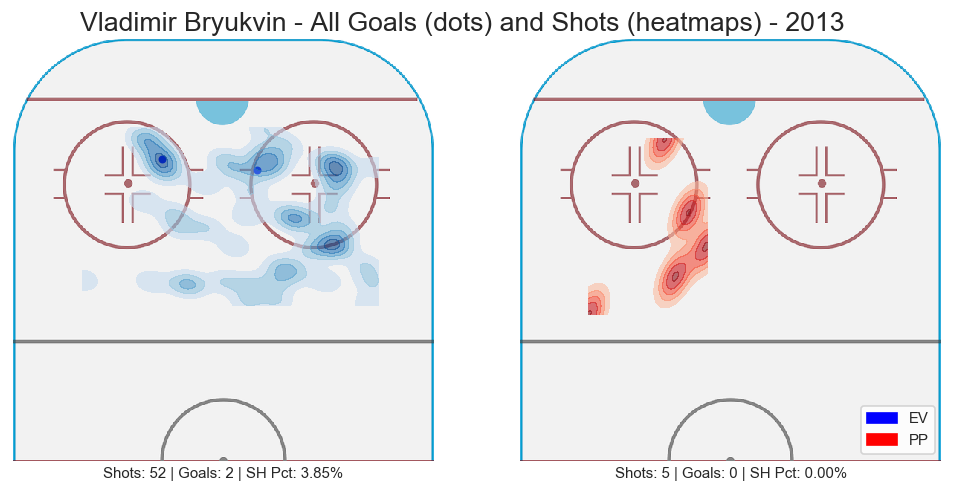 Vladimir Bryukvin - All Goals (dots) and Shots (heatmaps) - 2013
EV
PP
Shots: 52 | Goals: 2 | SH Pct: 3.85%
Shots: 5 | Goals: 0 | SH Pct: 0.00%